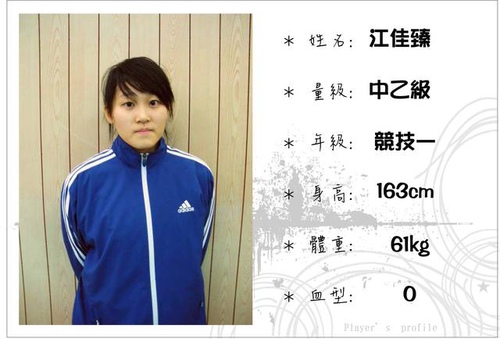 * 姓名: 江佳臻
* 量級: 中乙級
* 年級: 競技一
* 身高: 163cm
* 體重: 61kg
* 血型: O
adidas
Player's profile